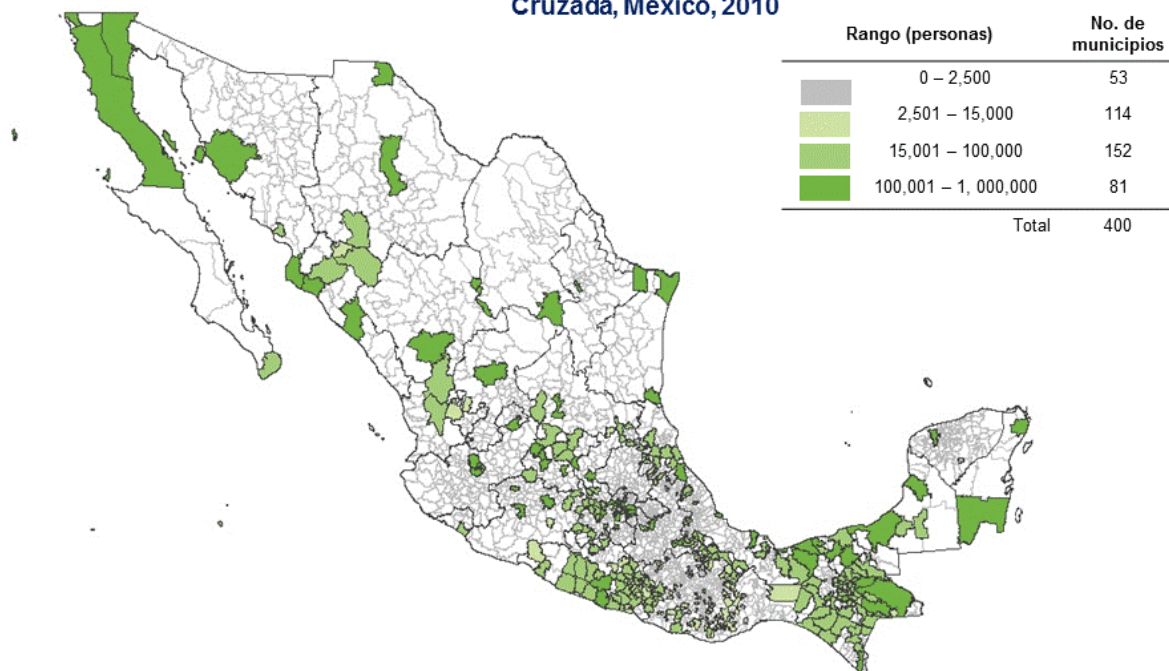 Cruzada, México, 2010
Rango (personas) No. de municipios
0 – 2,500 53
2,501 – 15,000 114
15,001 – 100,000 152
100,001 – 1, 000,000 81
Total 400